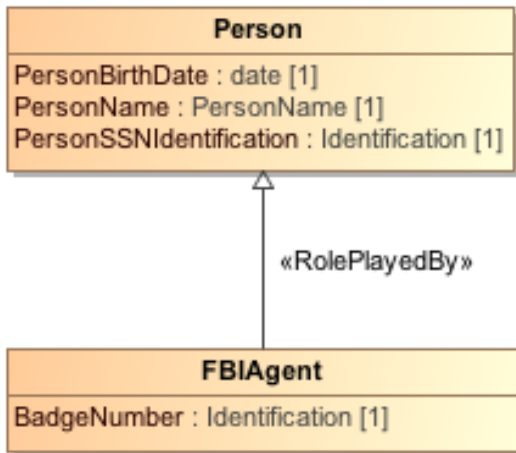 Person
PersonBirthDate : date [1]
PersonName : PersonName [1]
PersonSSNIdentification : Identification [1]
«RolePlayedBy»
FBIAgent
BadgeNumber : Identification [1]